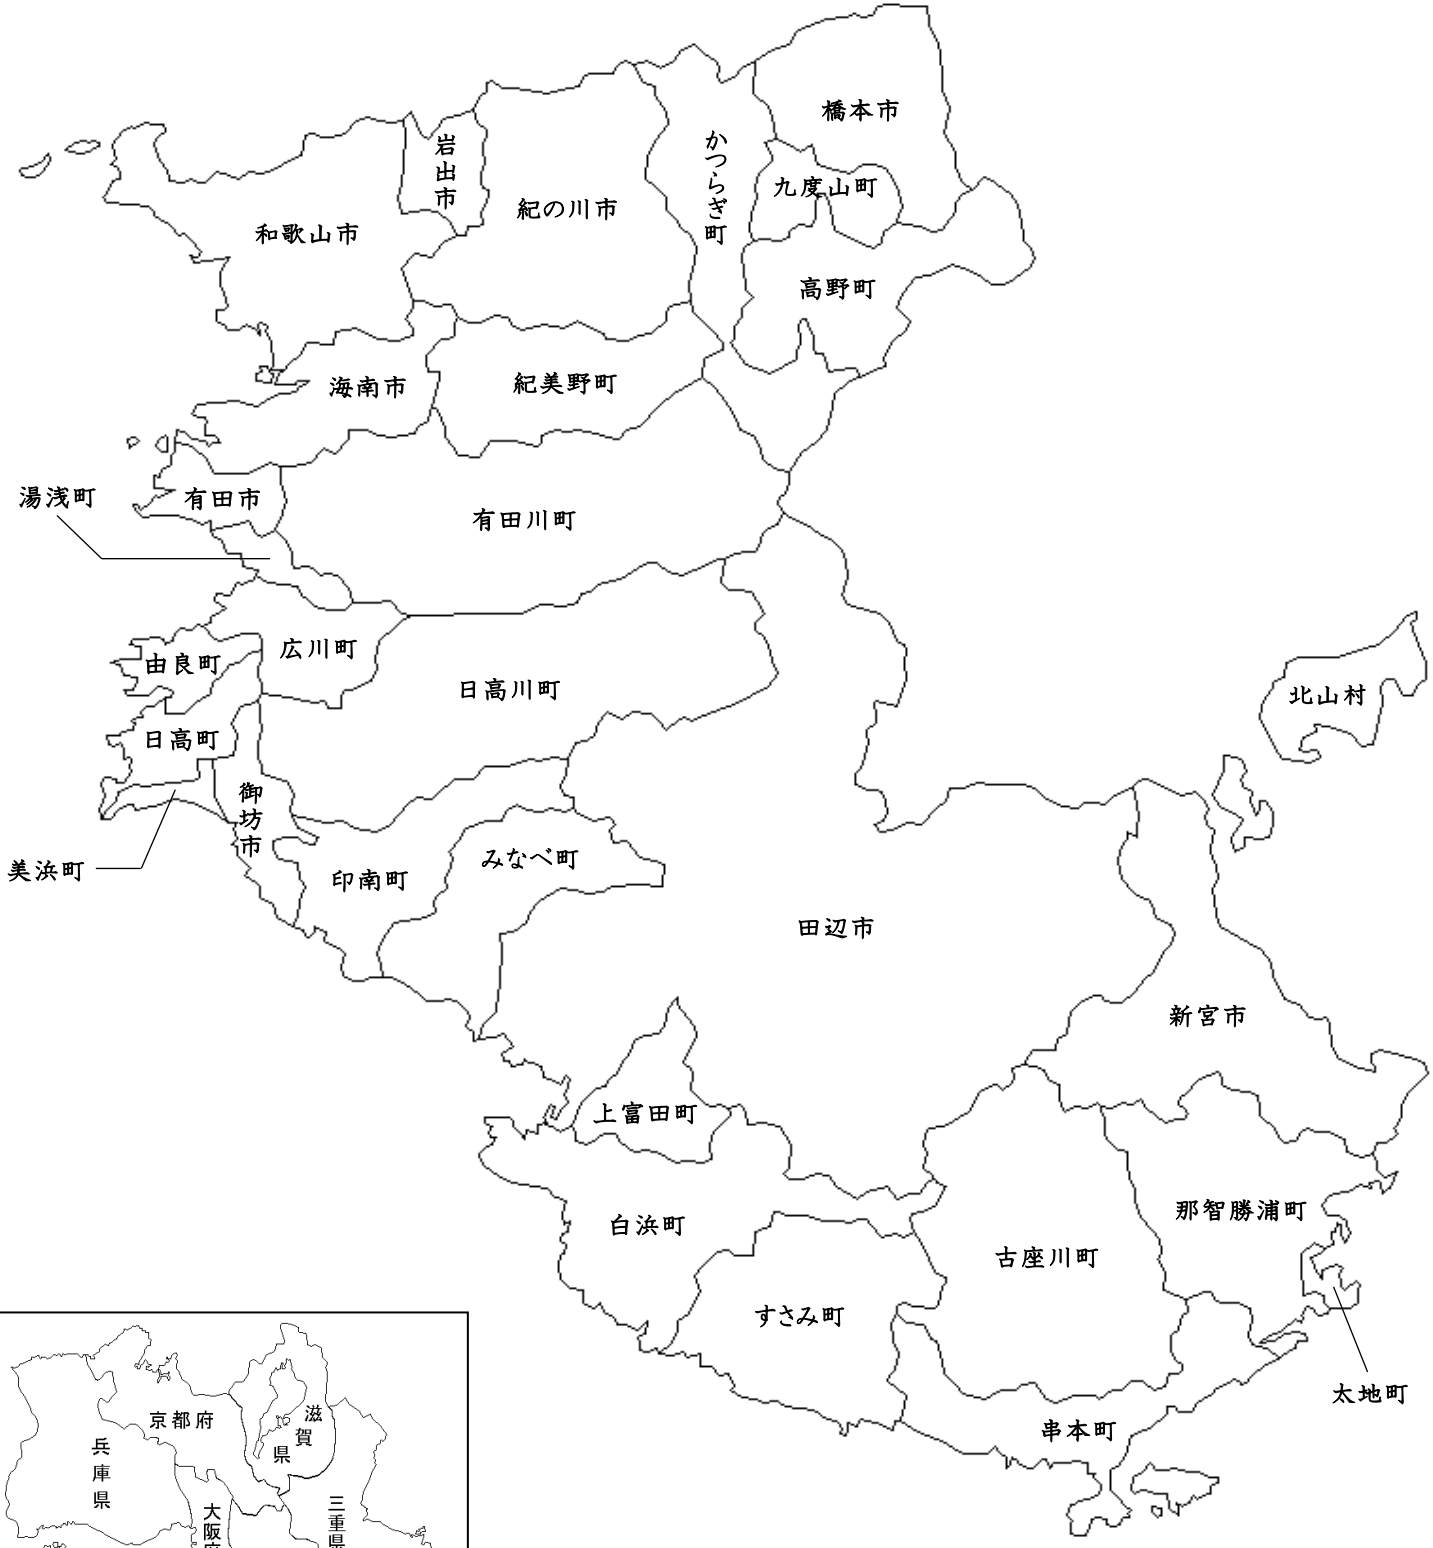 橋本市
かつらぎ町
岩出市
九度山町
紀の川市
和歌山市
高野町
紀美野町
海南市
湯浅町
有田市
有田川町
広川町
由良町
日高川町
北山村
日高町
御坊市
美浜町
みなべ町
印南町
田辺市
新宮市
上富田町
那智勝浦町
白浜町
古座川町
すさみ町
太地町
串本町
京都府
滋賀県
兵庫県
大阪府
三重県